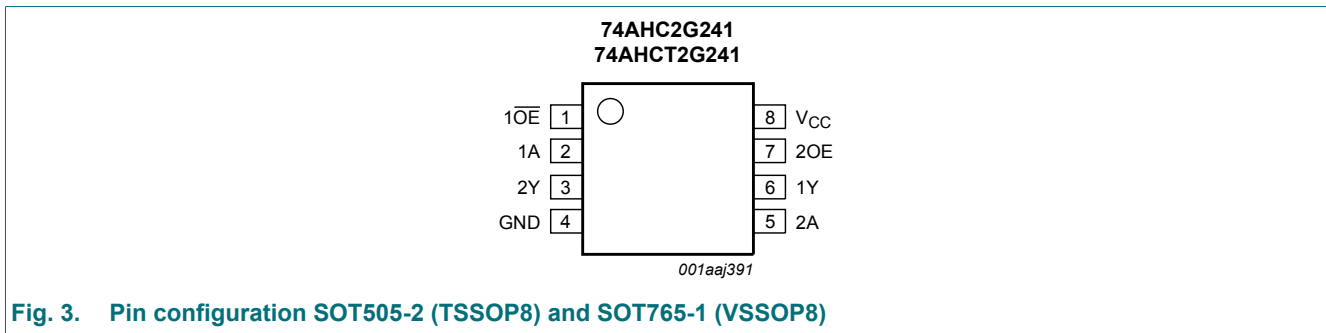 74AHC2G241
74AHCT2G241
1O̅E̅ 1 8 VCC
1A 2 7 2OE
2Y 3 6 1Y
GND 4 5 2A
001aaj391
Fig. 3. Pin configuration SOT505-2 (TSSOP8) and SOT765-1 (VSSOP8)